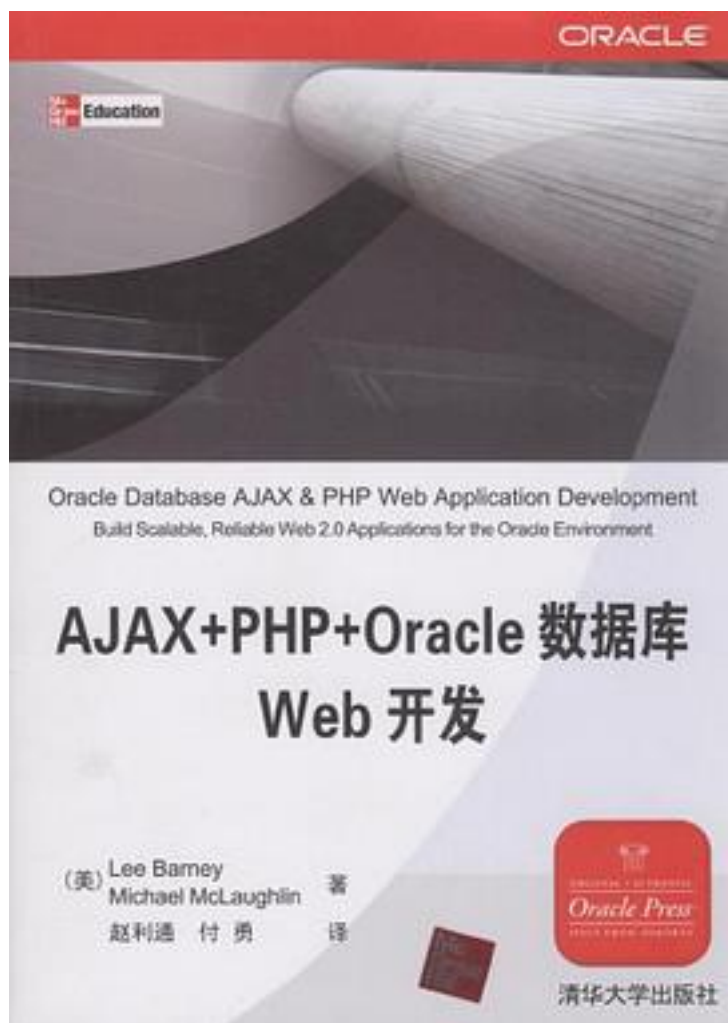 ORACLE
Education
Oracle Database AJAX & PHP Web Application Development
Build Scalable, Reliable Web 2.0 Applications for the Oracle Environment
AJAX+PHP+Oracle 数据库
Web 开发
(美) Lee Barney
Michael McLaughlin 著
赵利通 付 勇 译
Oracle Press
清华大学出版社